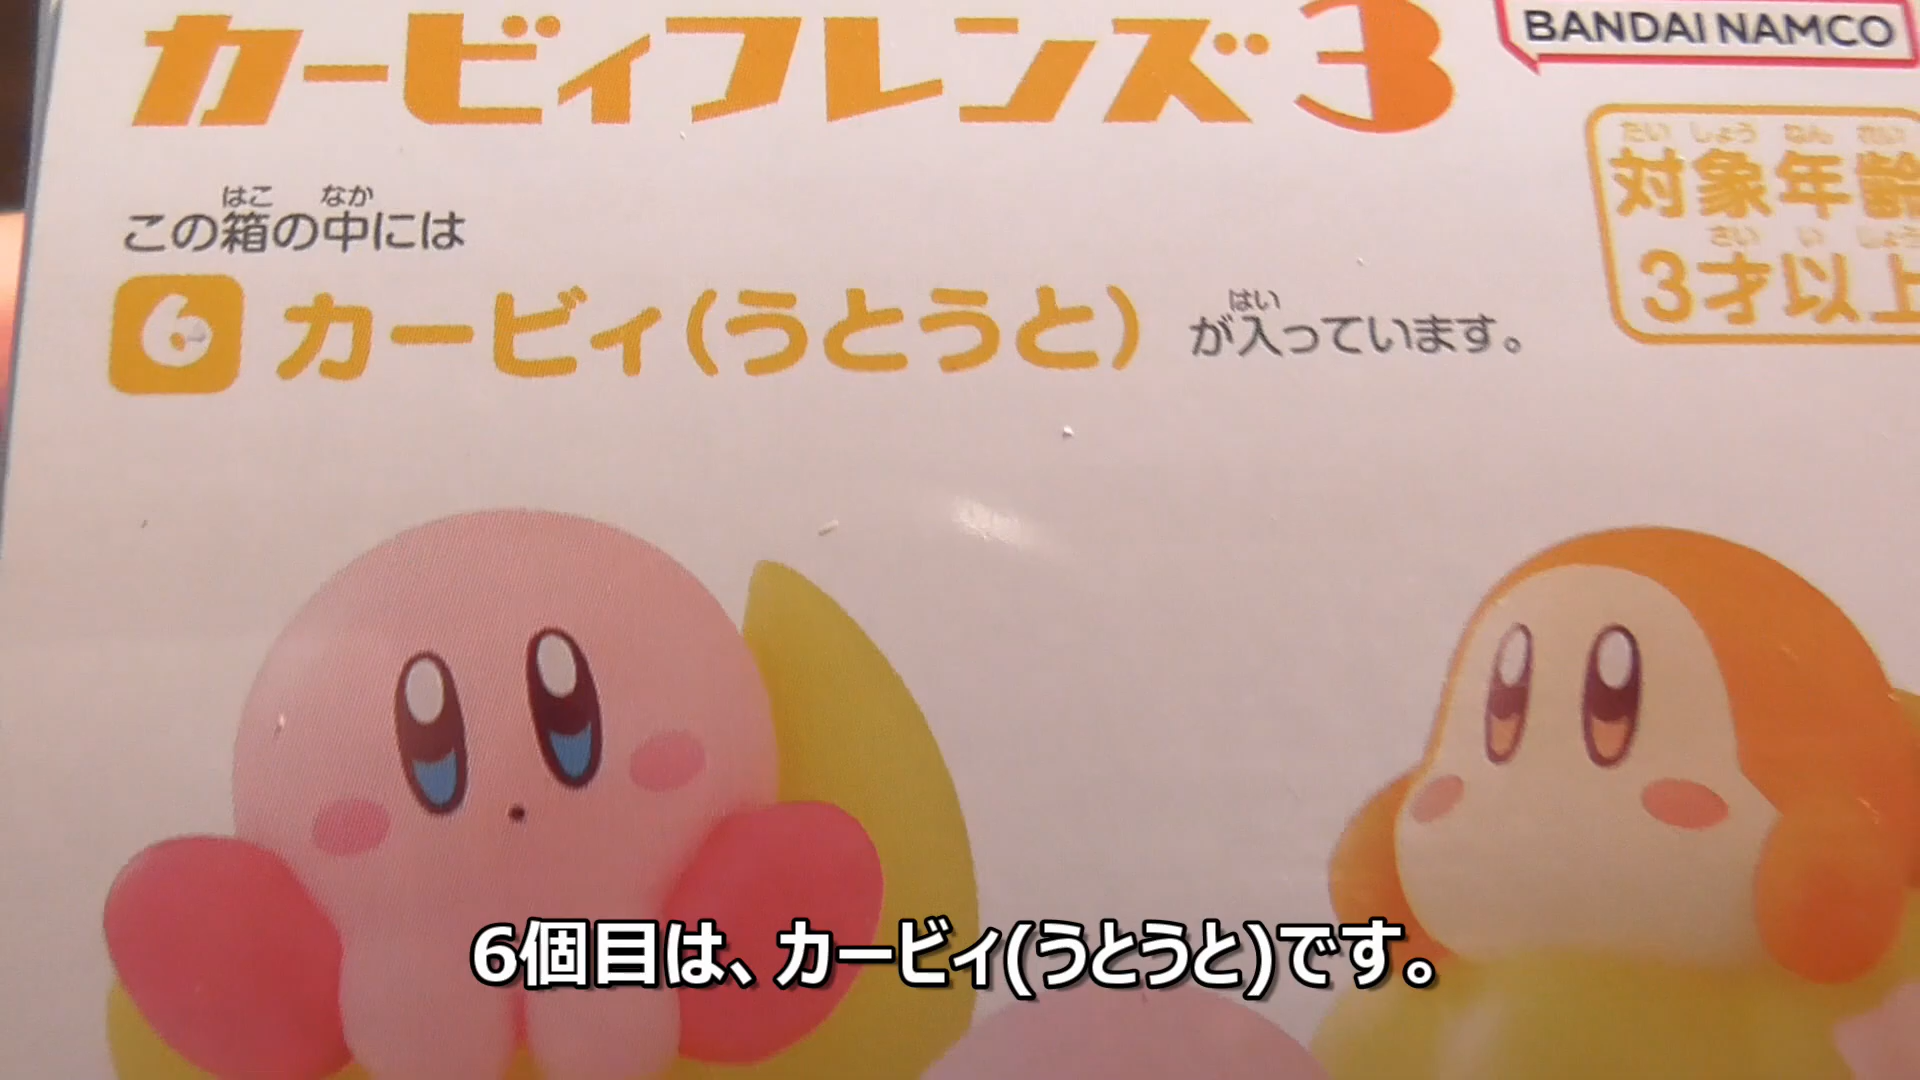 カービィフレンズ3
BANDAI NAMCO
たいしょうねんれい
対象年齢
さいいじょう
3才以上
はこ なか
この箱の中には
はい
6 カービィ(うとうと) が入っています。
6個目は、カービィ(うとうと)です。